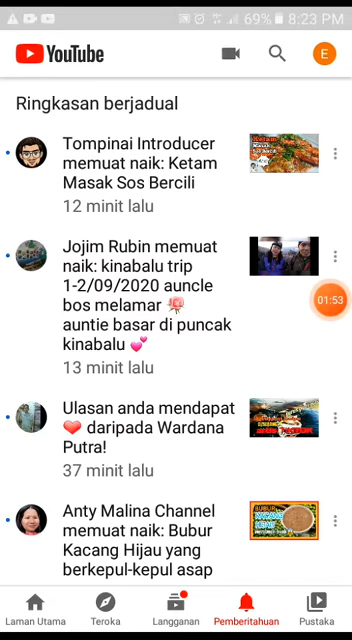 69% 8:23 PM
YouTube
E
Ringkasan berjadual
Tompinai Introducer
memuat naik: Ketam
Masak Sos Bercili
12 minit lalu
Jojim Rubin memuat
naik: kinabalu trip
1-2/09/2020 auncle
bos melamar 🌹
auntie basar di puncak
kinabalu 💕
13 minit lalu
01:53
Ulasan anda mendapat
❤️ daripada Wardana
Putra!
37 minit lalu
Anty Malina Channel
memuat naik: Bubur
Kacang Hijau yang
berkepul-kepul asap
BUBUR
KACANG
HIJAU
Laman Utama
Teroka
Langganan
Pemberitahuan
Pustaka